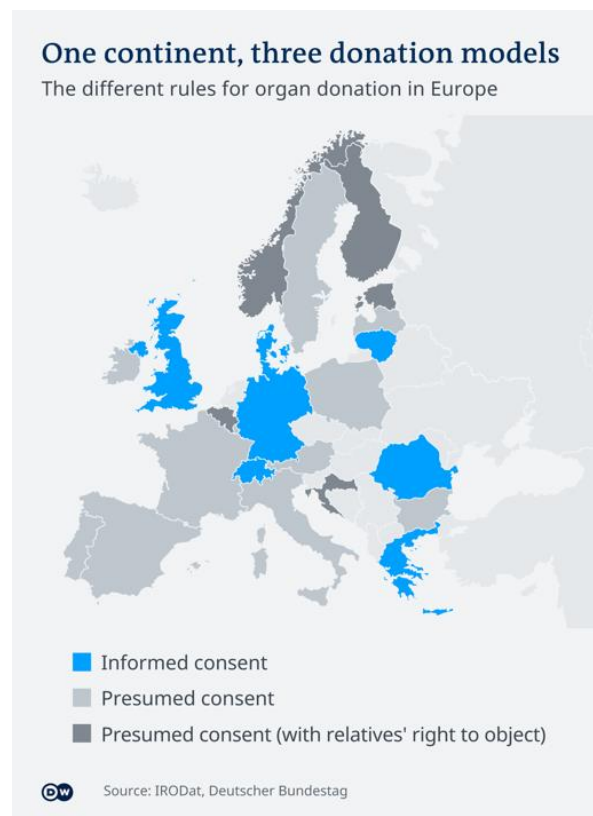 One continent, three donation models
The different rules for organ donation in Europe
Informed consent
Presumed consent
Presumed consent (with relatives' right to object)
DW Source: IRODat, Deutscher Bundestag